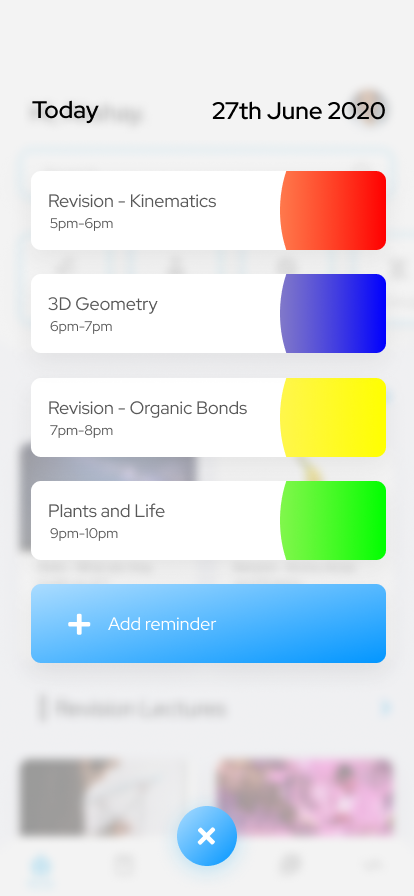 Today 27th June 2020
Revision - Kinematics
5pm-6pm
3D Geometry
6pm-7pm
Revision - Organic Bonds
7pm-8pm
Plants and Life
9pm-10pm
Add reminder
Revision Lectures